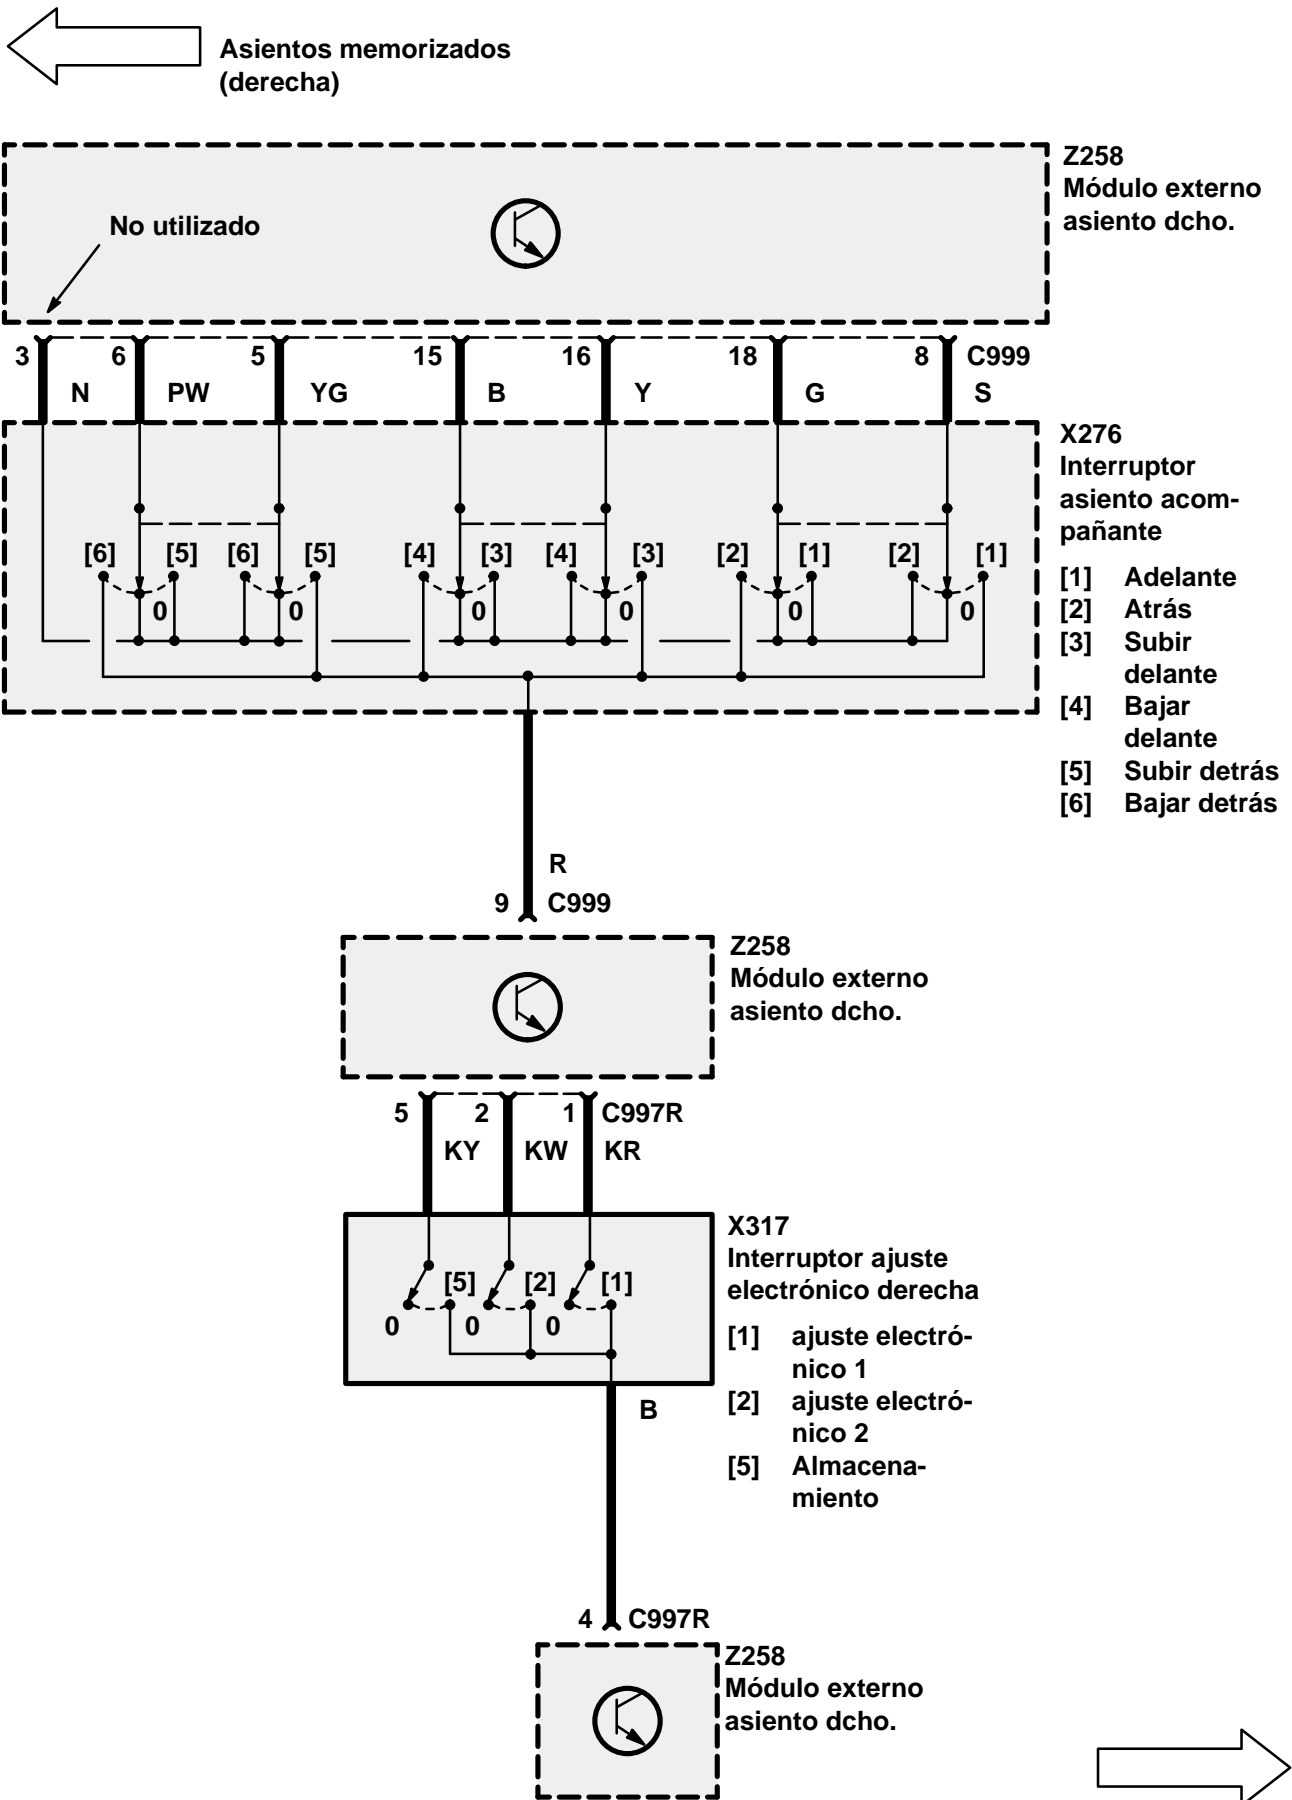 Asientos memorizados
(derecha)
Z258
Módulo externo
asiento dcho.
No utilizado
3 6 5 15 16 18 8 C999
N PW YG B Y G S
X276
Interruptor
asiento acom-
pañante
[6] [5] [6] [5] [4] [3] [4] [3] [2] [1] [2] [1]
0 0 0 0 0 0
[1] Adelante
[2] Atrás
[3] Subir
delante
[4] Bajar
delante
[5] Subir detrás
[6] Bajar detrás
R
9 C999
Z258
Módulo externo
asiento dcho.
5 2 1 C997R
KY KW KR
X317
Interruptor ajuste
electrónico derecha
[5] [2] [1]
0 0 0
[1] ajuste electró-
nico 1
[2] ajuste electró-
nico 2
[5] Almacena-
miento
B
4 C997R
Z258
Módulo externo
asiento dcho.